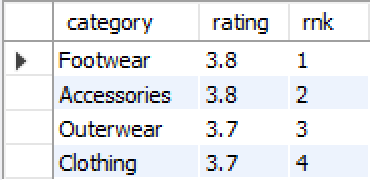 category rating rnk
Footwear 3.8 1
Accessories 3.8 2
Outerwear 3.7 3
Clothing 3.7 4